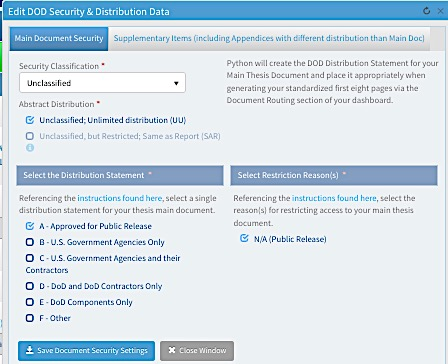 Edit DOD Security & Distribution Data
Main Document Security
Supplementary Items (including Appendices with different distribution than Main Doc)
Security Classification *
Unclassified
Python will create the DOD Distribution Statement for your
Main Thesis Document and place it appropriately when
generating your standardized first eight pages via the
Document Routing section of your dashboard.
Abstract Distribution *
Unclassified; Unlimited distribution (UU)
Unclassified, but Restricted; Same as Report (SAR)
Select the Distribution Statement *
Referencing the instructions found here, select a single
distribution statement for your thesis main document.
A - Approved for Public Release
B - U.S. Government Agencies Only
C - U.S. Government Agencies and their
Contractors
D - DoD and DoD Contractors Only
E - DoD Components Only
F - Other
Select Restriction Reason(s) *
Referencing the instructions found here, select the
reason(s) for restricting access to your main thesis
document.
N/A (Public Release)
Save Document Security Settings
Close Window